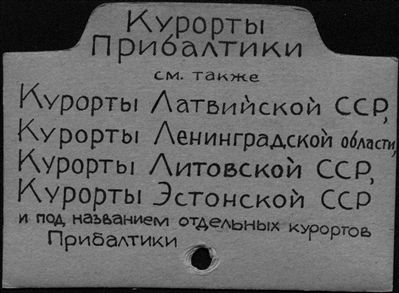 Курорты
Прибалтики
см. также
Курорты Латвийской ССР,
Курорты Ленинградской области,
Курорты Литовской ССР,
Курорты Эстонской ССР
и под названием отдельных курортов
Прибалтики